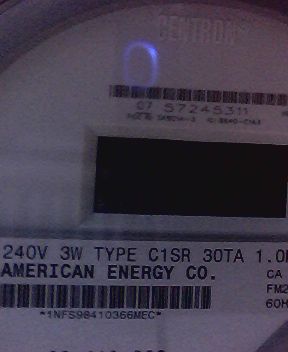 CENTRON
07 57245311
240V 3W TYPE C1SR 30TA 1.0
AMERICAN ENERGY CO.
CA
FM2
60H
*1NFS98410366MEC*